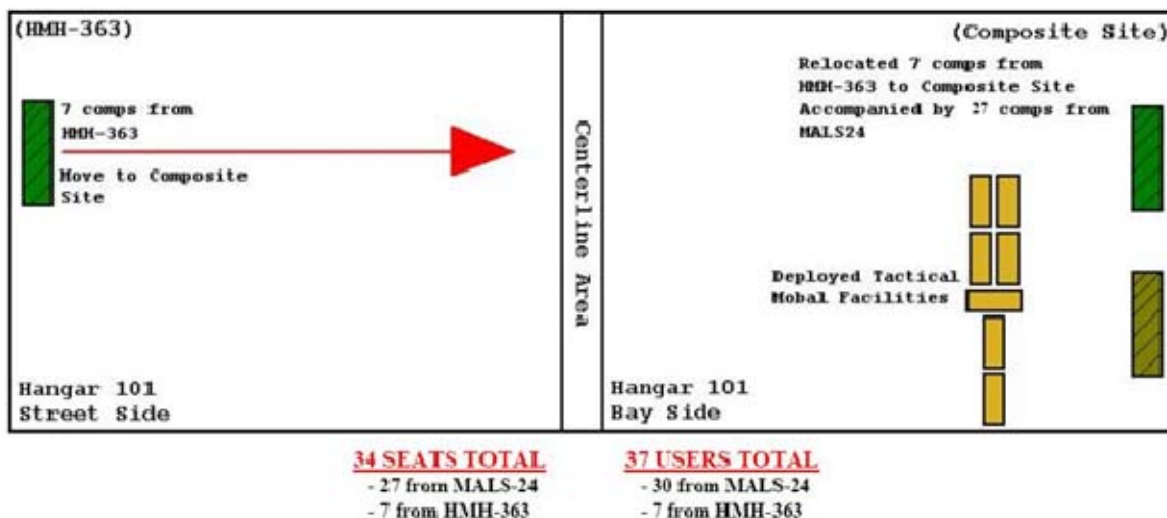 (HMH-363)
7 comps from
HMH-363
Move to Composite
Site
Hangar 101
Street Side
Centerline Area
(Composite Site)
Relocated 7 comps from
HMH-363 to Composite Site
Accompanied by 27 comps from
MALS24
Deployed Tactical
Mobal Facilities
Hangar 101
Bay Side
34 SEATS TOTAL
- 27 from MALS-24
- 7 from HMH-363
37 USERS TOTAL
- 30 from MALS-24
- 7 from HMH-363